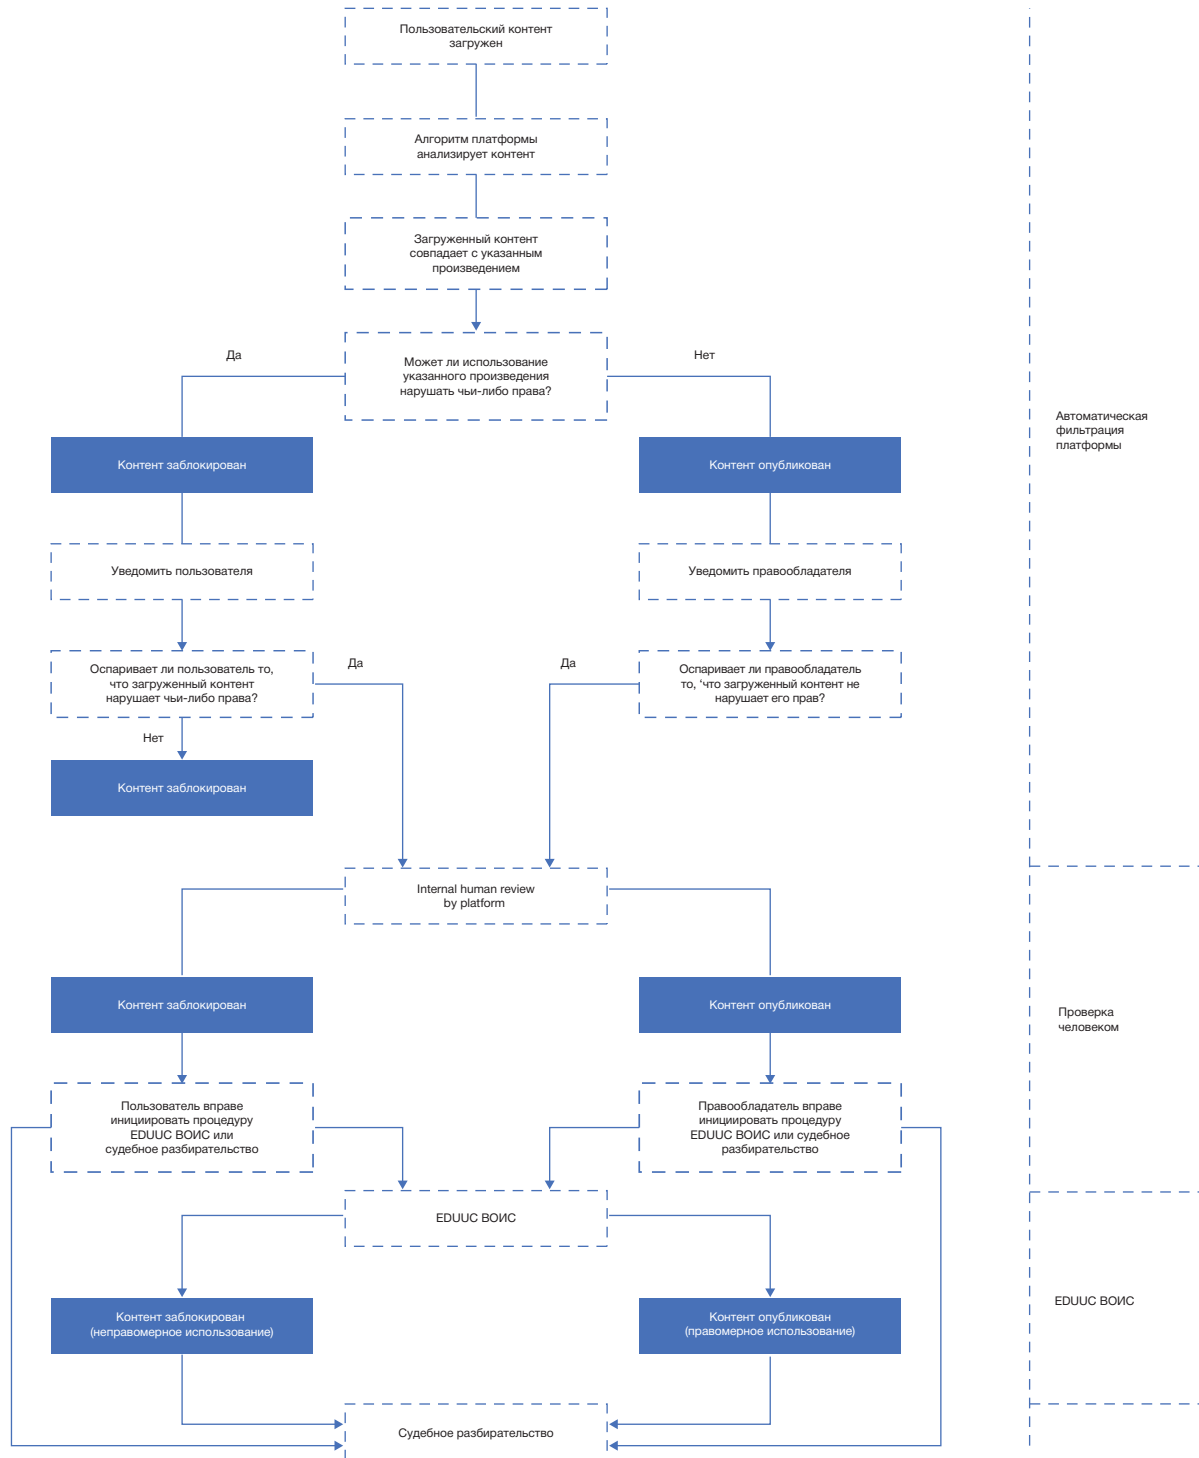 Пользовательский контент
загружен
Алгоритм платформы
анализирует контент
Загруженный контент
совпадает с указанным
произведением
Да
Может ли использование
указанного произведения
нарушать чьи-либо права?
Нет
Автоматическая
фильтрация
платформы
Контент заблокирован
Контент опубликован
Уведомить пользователя
Уведомить правообладателя
Оспаривает ли пользователь то,
что загруженный контент
нарушает чьи-либо права?
Да
Да
Оспаривает ли правообладатель
то, ‘что загруженный контент не
нарушает его прав?
Нет
Контент заблокирован
Internal human review
by platform
Контент заблокирован
Контент опубликован
Проверка
человеком
Пользователь вправе
инициировать процедуру
EDUUC ВОИС или
судебное разбирательство
Правообладатель вправе
инициировать процедуру
EDUUC ВОИС или судебное
разбирательство
EDUUC ВОИС
Контент заблокирован
(неправомерное использование)
Контент опубликован
(правомерное использование)
EDUUC ВОИС
Судебное разбирательство